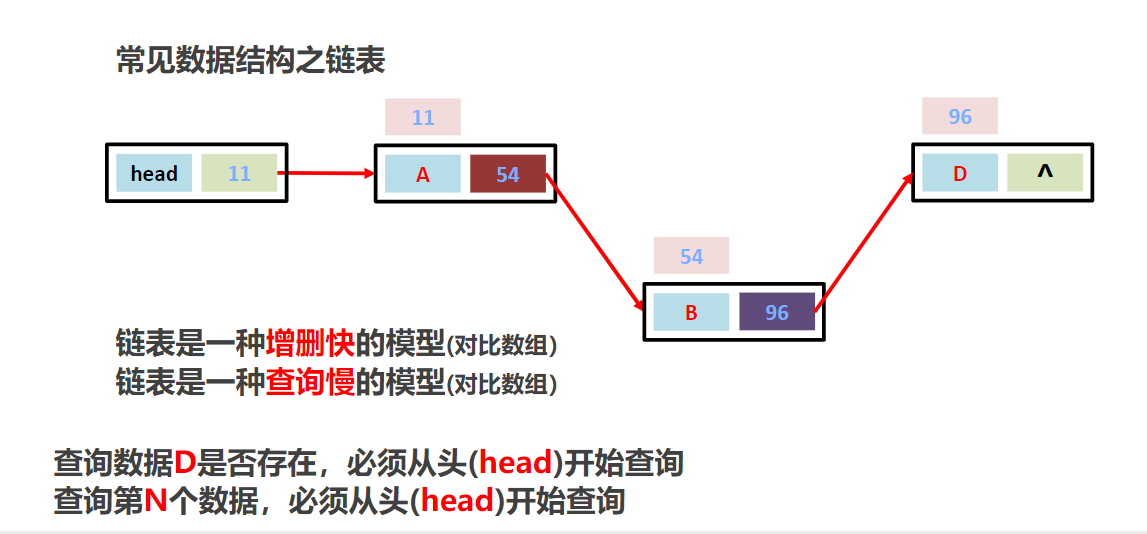 常见数据结构之链表
11
96
head 11
A 54
D ^
54
B 96
链表是一种增删快的模型(对比数组)
链表是一种查询慢的模型(对比数组)
查询数据D是否存在，必须从头(head)开始查询
查询第N个数据，必须从头(head)开始查询